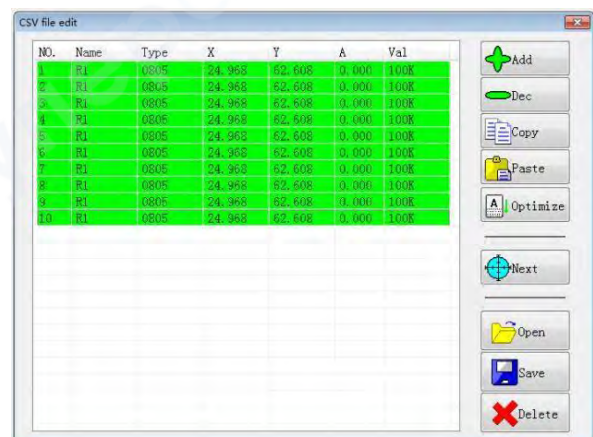 CSV file edit
NO. Name Type X Y A Val
1 R1 0805 24.968 62.608 0.000 100K
2 R1 0805 24.968 62.608 0.000 100K
3 R1 0805 24.968 62.608 0.000 100K
4 R1 0805 24.968 62.608 0.000 100K
5 R1 0805 24.968 62.608 0.000 100K
6 R1 0805 24.968 62.608 0.000 100K
7 R1 0805 24.968 62.608 0.000 100K
8 R1 0805 24.968 62.608 0.000 100K
9 R1 0805 24.968 62.608 0.000 100K
10 R1 0805 24.968 62.608 0.000 100K
Add
Dec
Copy
Paste
A Optimize
Next
Open
Save
Delete